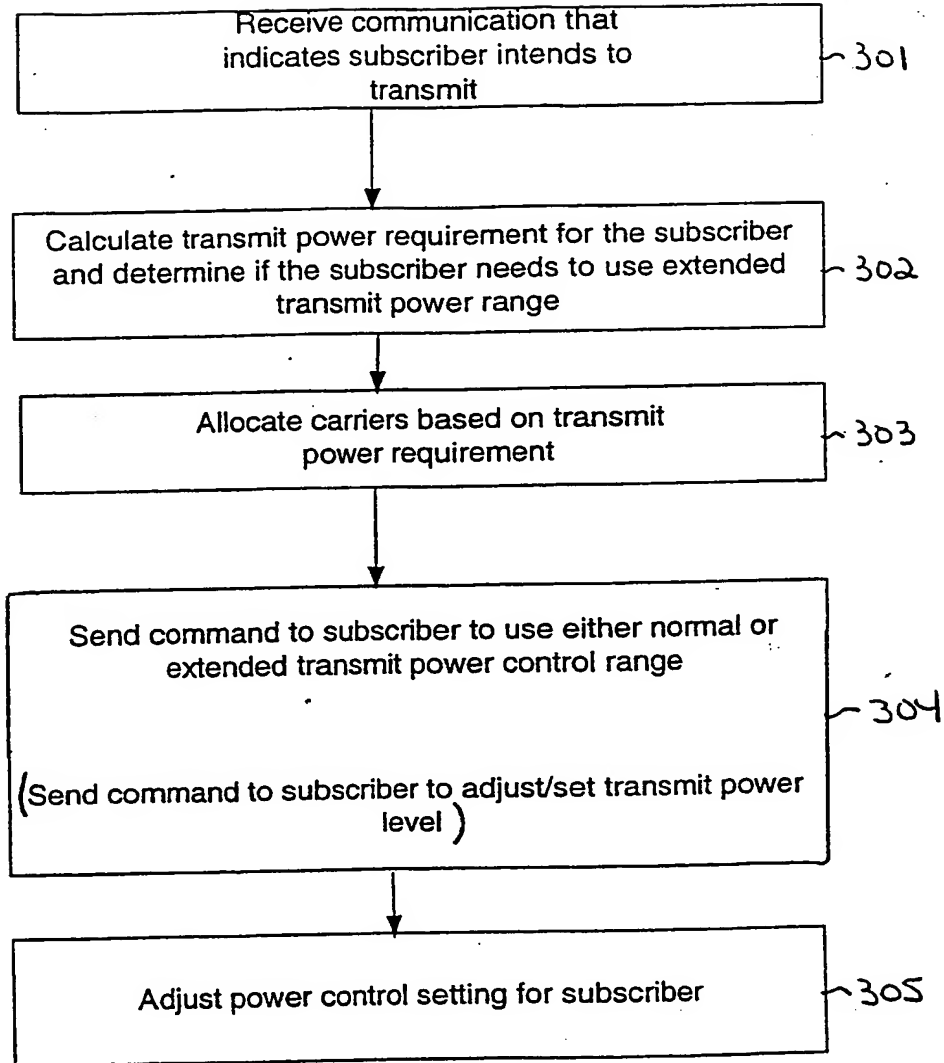 Receive communication that
indicates subscriber intends to
transmit
301
Calculate transmit power requirement for the subscriber
and determine if the subscriber needs to use extended
transmit power range
302
Allocate carriers based on transmit
power requirement
303
Send command to subscriber to use either normal or
extended transmit power control range
304
(Send command to subscriber to adjust/set transmit power
level)
Adjust power control setting for subscriber
305